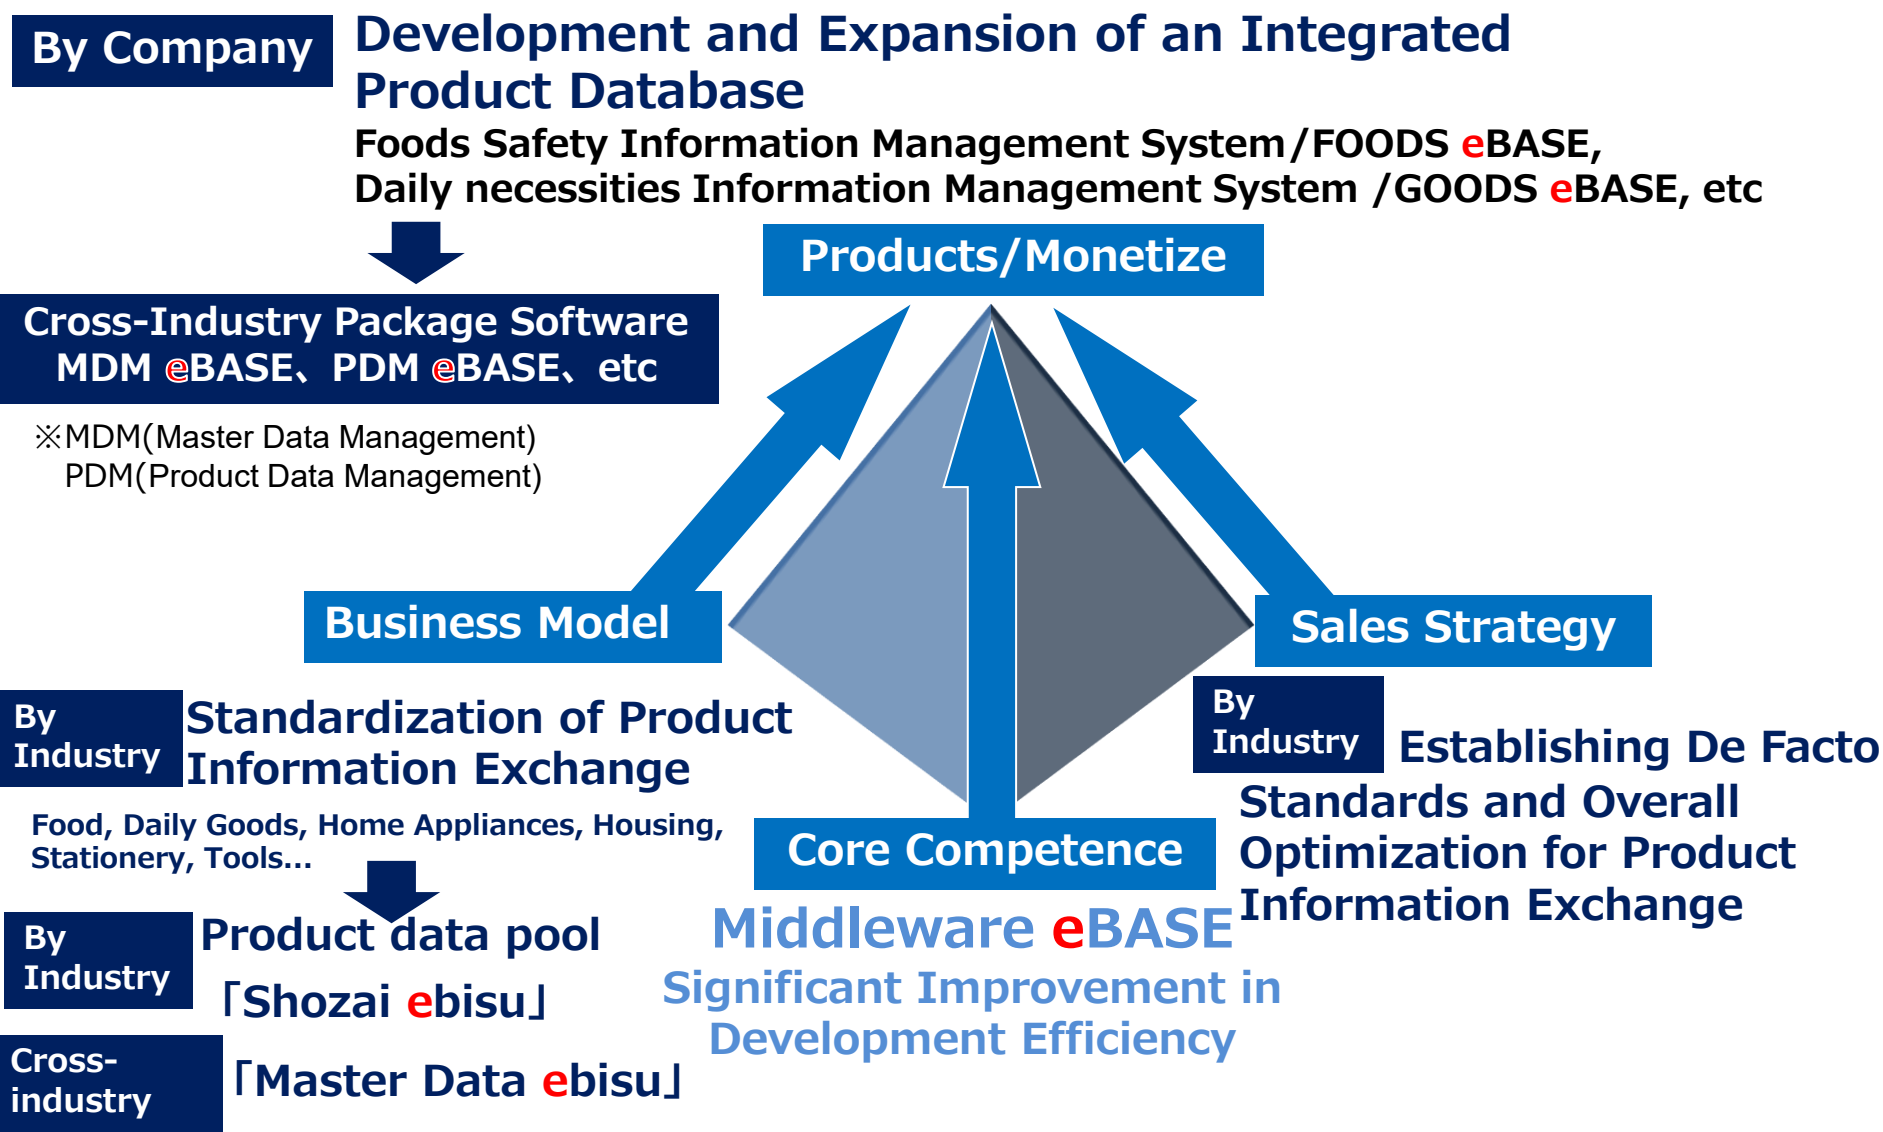 By Company
Development and Expansion of an Integrated
Product Database
Foods Safety Information Management System/FOODS eBASE,
Daily necessities Information Management System /GOODS eBASE, etc
Products/Monetize
Cross-Industry Package Software
MDM eBASE、PDM eBASE、etc
※MDM(Master Data Management)
PDM(Product Data Management)
Business Model
Sales Strategy
By
Industry
Standardization of Product
Information Exchange
Food, Daily Goods, Home Appliances, Housing,
Stationery, Tools...
By
Industry
Product data pool
「Shozai ebisu」
Cross-
industry
「Master Data ebisu」
Core Competence
Middleware eBASE
Significant Improvement in
Development Efficiency
By
Industry
Establishing De Facto
Standards and Overall
Optimization for Product
Information Exchange